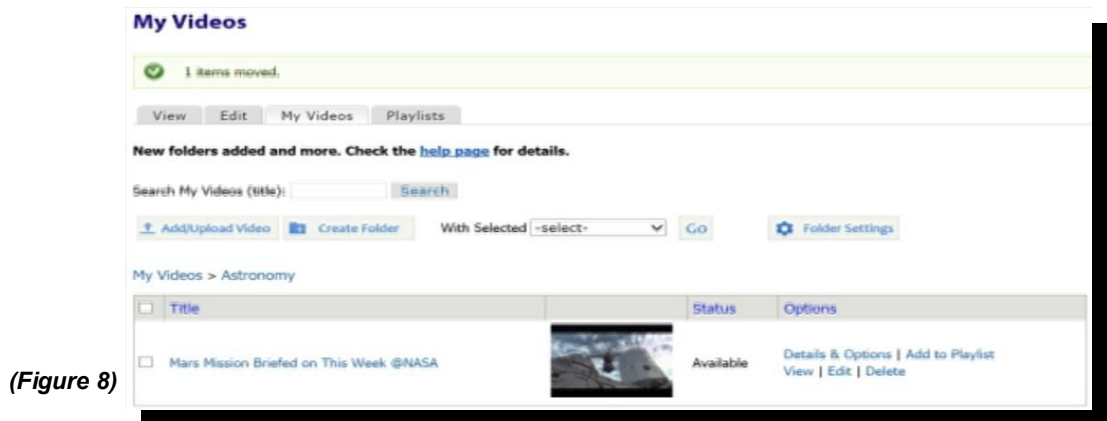 My Videos
1 items moved.
View Edit My Videos Playlists
New folders added and more. Check the help page for details.
Search My Videos (title): Search
Add/Upload Video Create Folder With Selected -select- Go Folder Settings
My Videos > Astronomy
Title Status Options
Mars Mission Briefed on This Week @NASA Available Details & Options | Add to Playlist
View | Edit | Delete
(Figure 8)